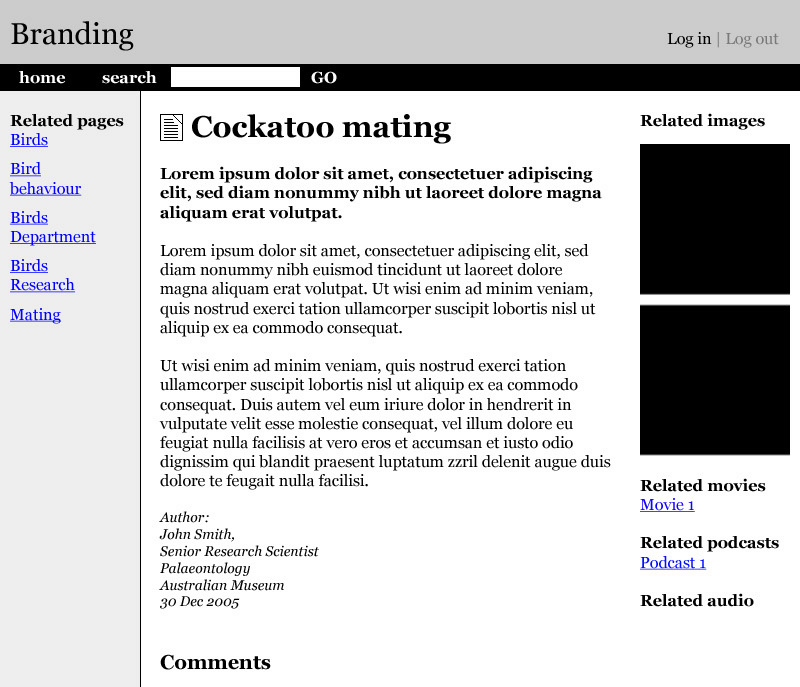 Branding
Log in | Log out
home search GO
Related pages
Birds
Bird
behaviour
Birds
Department
Birds
Research
Mating
Cockatoo mating
Lorem ipsum dolor sit amet, consectetuer adipiscing
elit, sed diam nonummy nibh ut laoreet dolore magna
aliquam erat volutpat.
Lorem ipsum dolor sit amet, consectetuer adipiscing elit, sed
diam nonummy nibh euismod tincidunt ut laoreet dolore
magna aliquam erat volutpat. Ut wisi enim ad minim veniam,
quis nostrud exerci tation ullamcorper suscipit lobortis nisl ut
aliquip ex ea commodo consequat.
Ut wisi enim ad minim veniam, quis nostrud exerci tation
ullamcorper suscipit lobortis nisl ut aliquip ex ea commodo
consequat. Duis autem vel eum iriure dolor in hendrerit in
vulputate velit esse molestie consequat, vel illum dolore eu
feugiat nulla facilisis at vero eros et accumsan et iusto odio
dignissim qui blandit praesent luptatum zzril delenit augue duis
dolore te feugait nulla facilisi.
Author:
John Smith,
Senior Research Scientist
Palaeontology
Australian Museum
30 Dec 2005
Comments
Related images
Related movies
Movie 1
Related podcasts
Podcast 1
Related audio